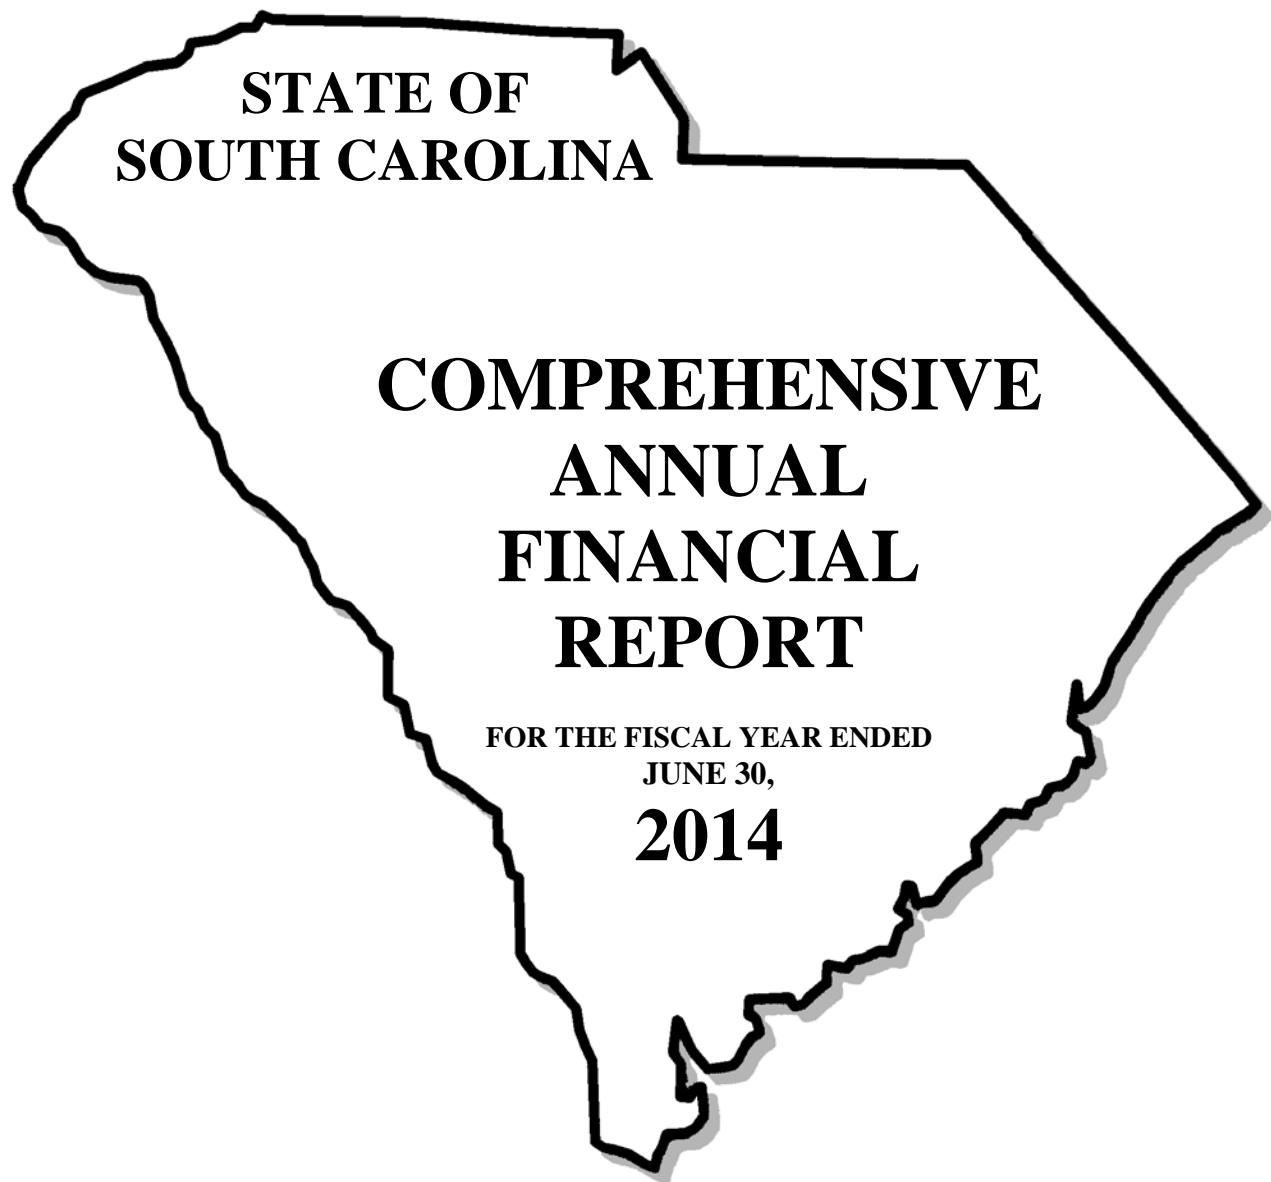 STATE OF
SOUTH CAROLINA
COMPREHENSIVE
ANNUAL
FINANCIAL
REPORT
FOR THE FISCAL YEAR ENDED
JUNE 30,
2014